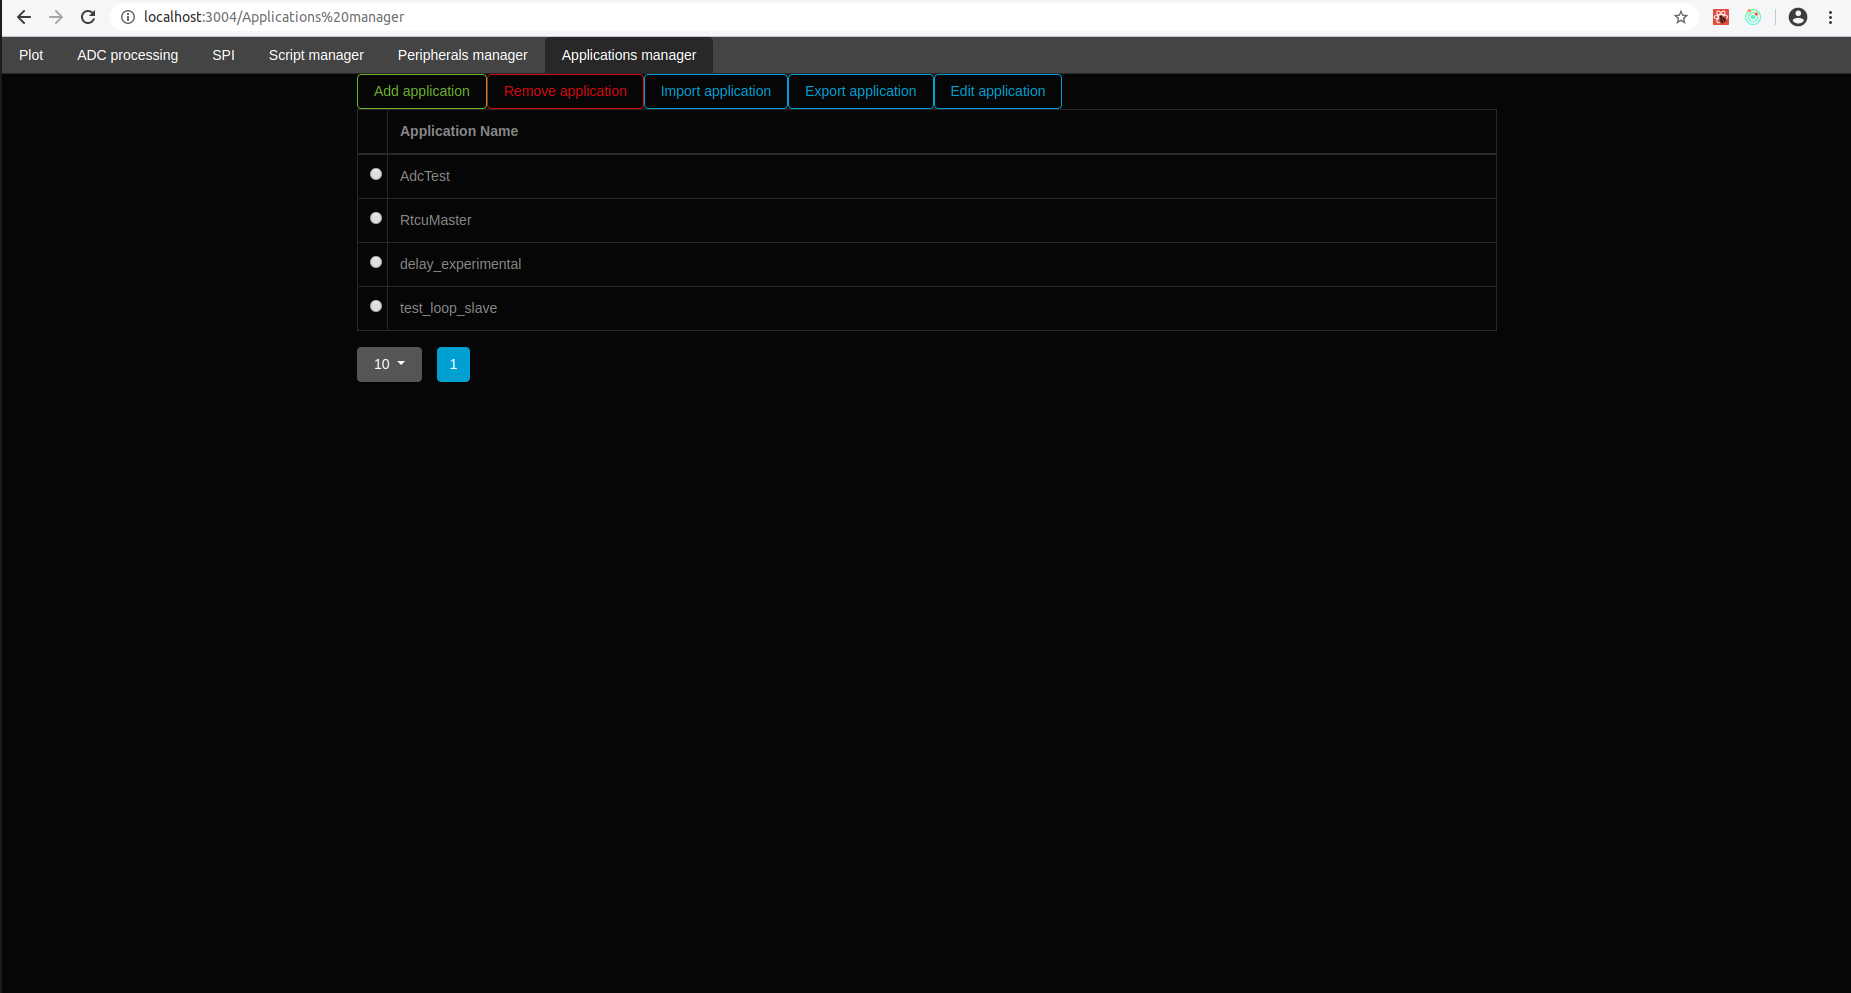 localhost:3004/Applications%20manager
Plot ADC processing SPI Script manager Peripherals manager Applications manager
Add application Remove application Import application Export application Edit application
Application Name
AdcTest
RtcuMaster
delay_experimental
test_loop_slave
10 1